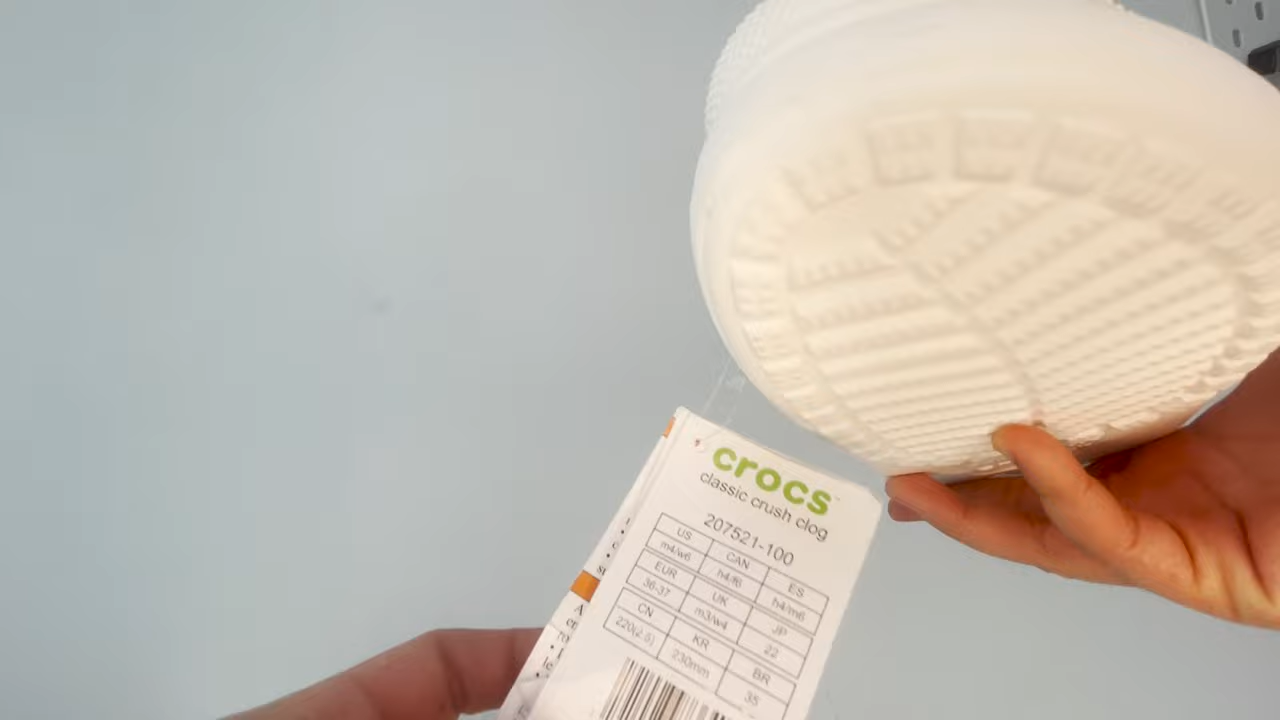 crocs™
classic crush clog
207521-100
US CAN ES
m4/w6 h4/f6 h4/m6
EUR UK JP
36-37 m3/w4 22
CN KR BR
220(2.5) 230mm 35